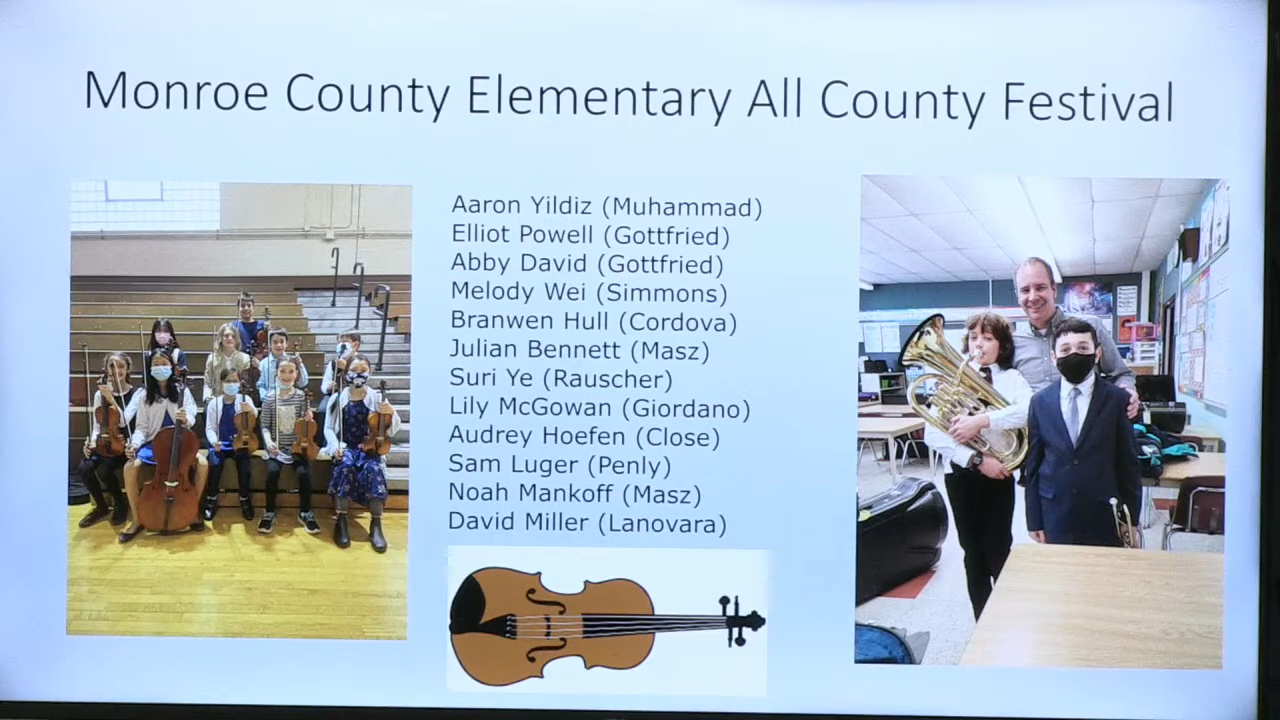 Monroe County Elementary All County Festival
Aaron Yildiz (Muhammad)
Elliot Powell (Gottfried)
Abby David (Gottfried)
Melody Wei (Simmons)
Branwen Hull (Cordova)
Julian Bennett (Masz)
Suri Ye (Rauscher)
Lily McGowan (Giordano)
Audrey Hoefen (Close)
Sam Luger (Penly)
Noah Mankoff (Masz)
David Miller (Lanovara)